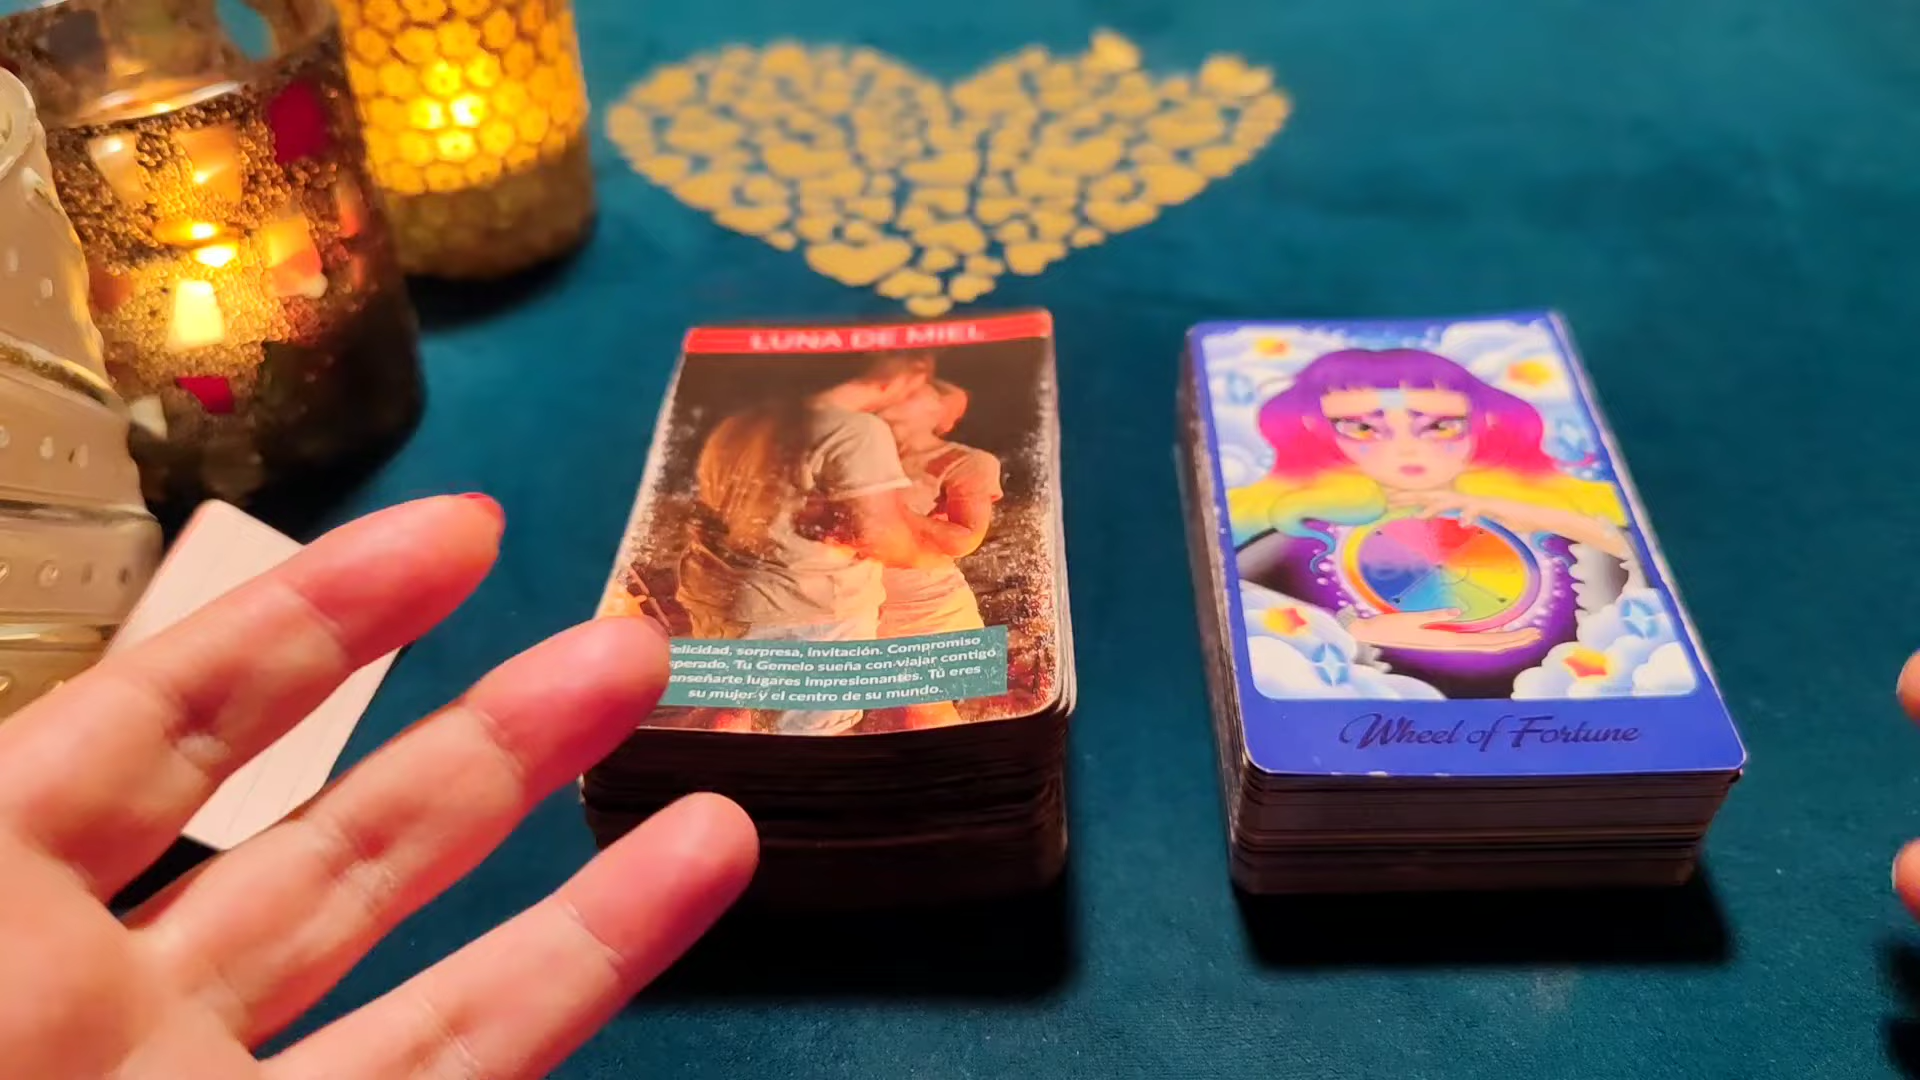 LUNA DE MIEL
Felicidad, sorpresa, invitación. Compromiso
sperado. Tu Gemelo sueña con viajar contigo
enseñarte lugares impresionantes. Tú eres
su mujer y el centro de su mundo.
Wheel of Fortune